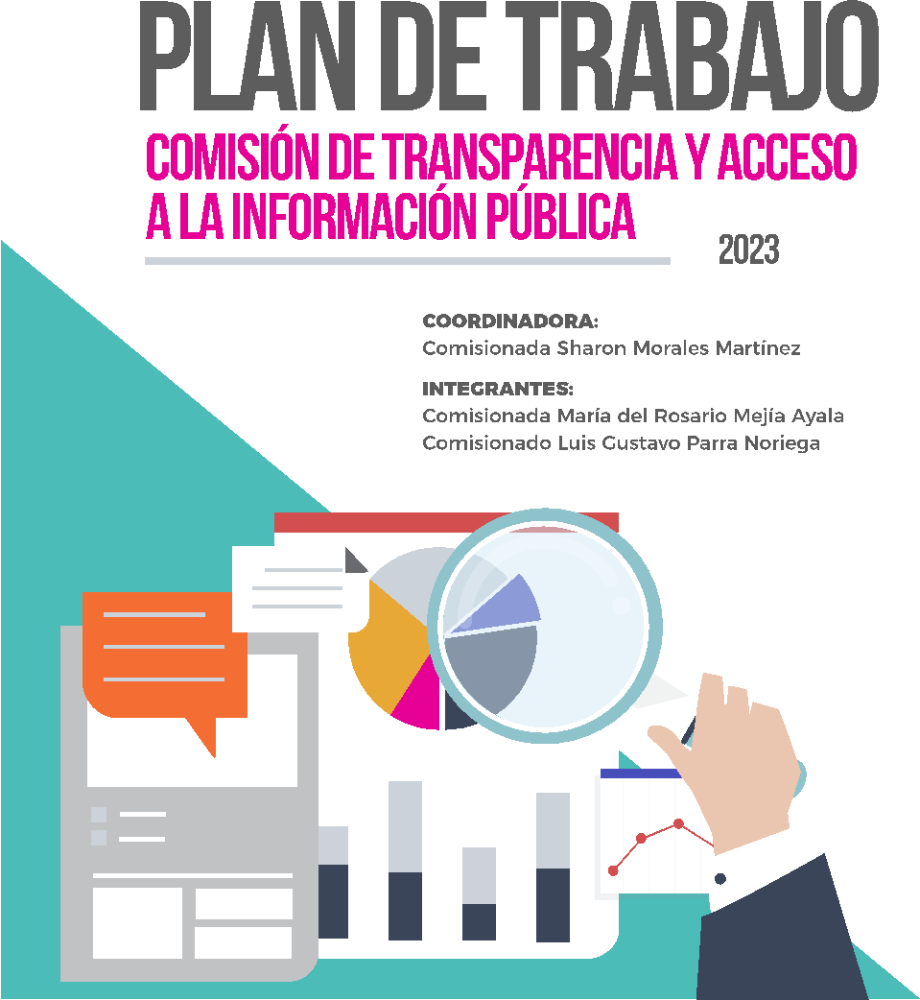 PLAN DE TRABAJO
COMISIÓN DE TRANSPARENCIA Y ACCESO
A LA INFORMACIÓN PÚBLICA
2023
COORDINADORA:
Comisionada Sharon Morales Martínez
INTEGRANTES:
Comisionada María del Rosario Mejía Ayala
Comisionado Luis Gustavo Parra Noriega